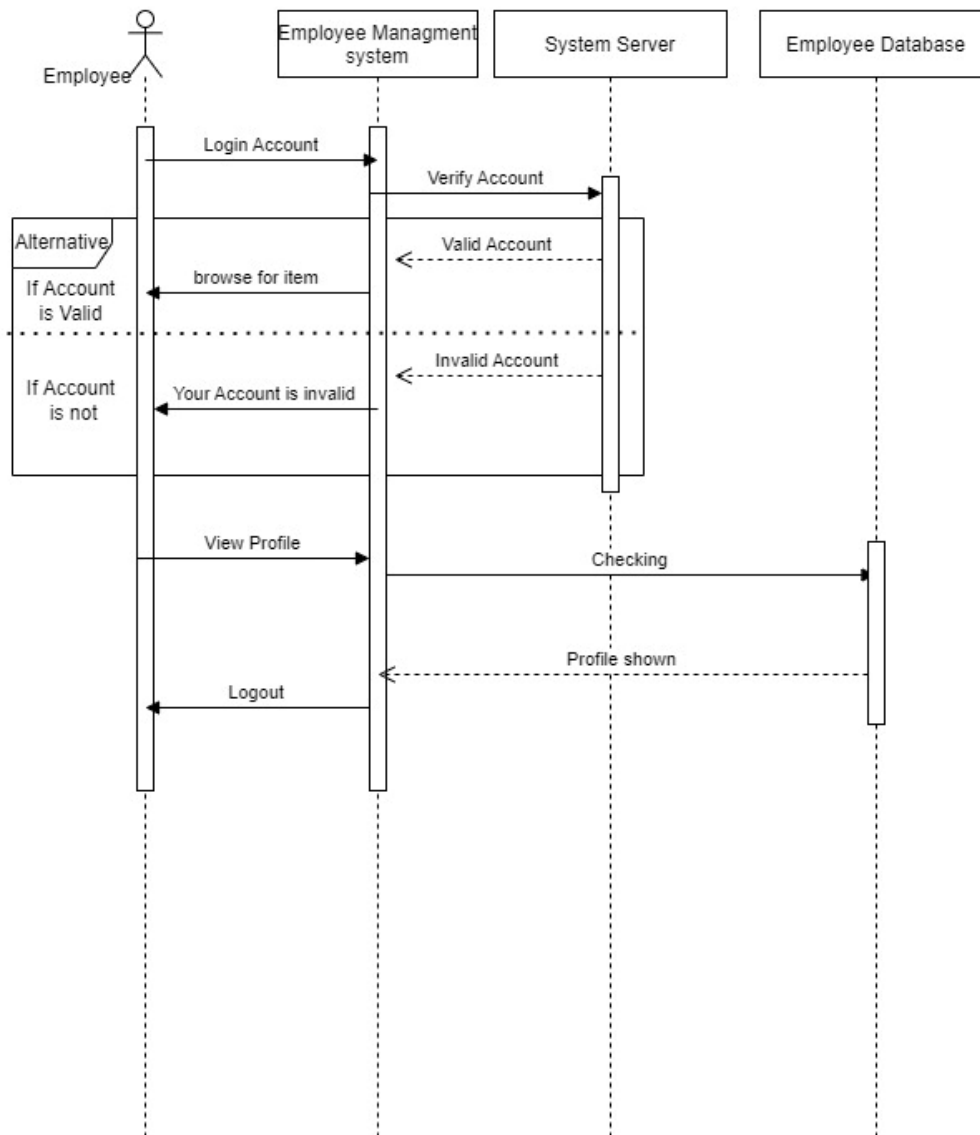 Employee
Employee Managment
system
System Server
Employee Database
Login Account
Verify Account
Alternative
Valid Account
browse for item
If Account
is Valid
Invalid Account
If Account
is not
Your Account is invalid
View Profile
Checking
Profile shown
Logout